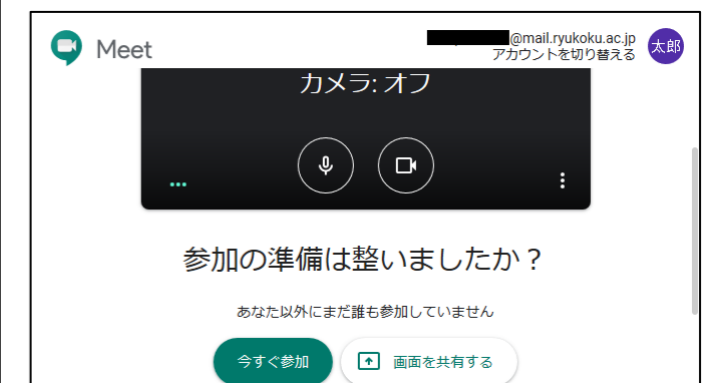 Meet
@mail.ryukoku.ac.jp
アカウントを切り替える
太郎
カメラ: オフ
参加の準備は整いましたか？
あなた以外にまだ誰も参加していません
今すぐ参加
画面を共有する